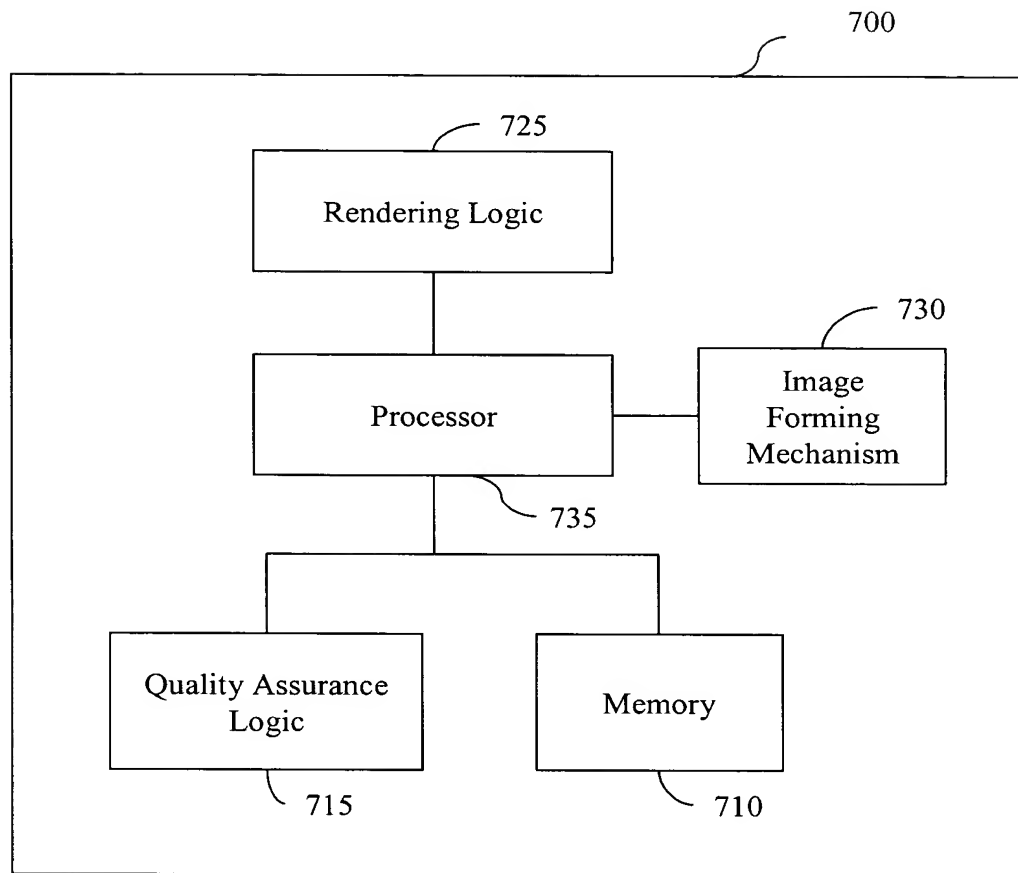 700
725
Rendering Logic
730
Processor
Image
Forming
Mechanism
735
Quality Assurance
Logic
Memory
715
710